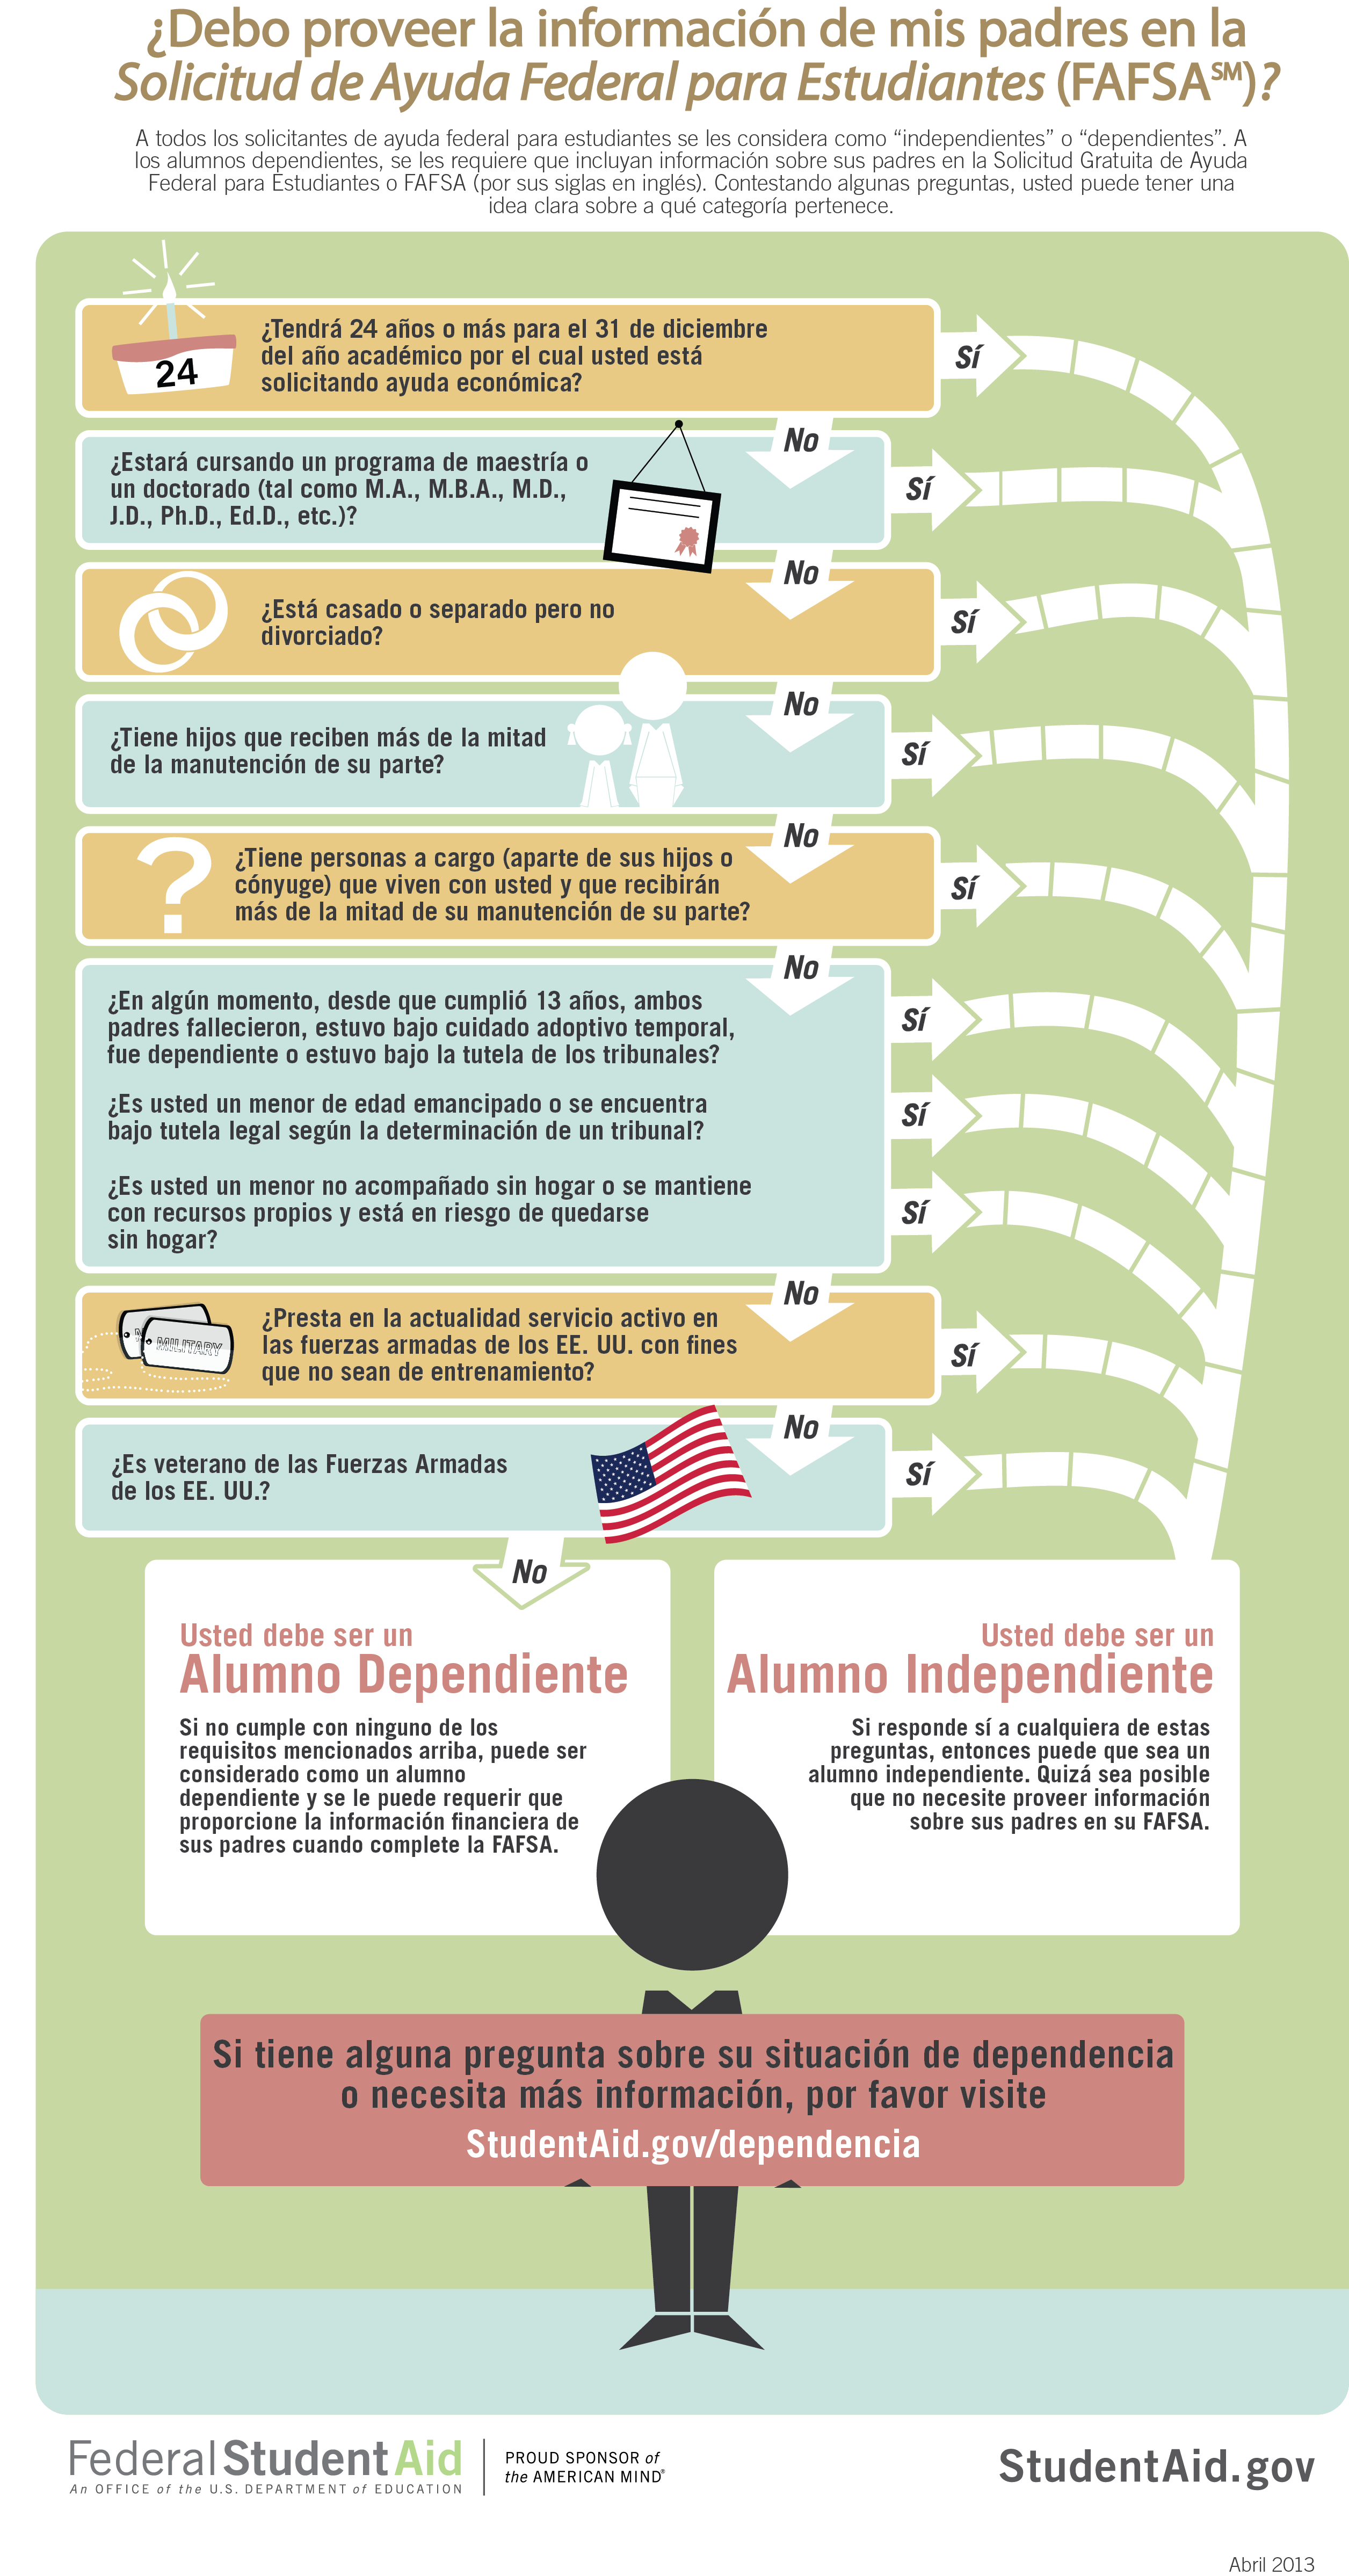 ¿Debo proveer la información de mis padres en la
Solicitud de Ayuda Federal para Estudiantes (FAFSA℠)?
A todos los solicitantes de ayuda federal para estudiantes se les considera como “independientes” o “dependientes”. A
los alumnos dependientes, se les requiere que incluyan información sobre sus padres en la Solicitud Gratuita de Ayuda
Federal para Estudiantes o FAFSA (por sus siglas en inglés). Contestando algunas preguntas, usted puede tener una
idea clara sobre a qué categoría pertenece.
24
¿Tendrá 24 años o más para el 31 de diciembre
del año académico por el cual usted está
solicitando ayuda económica?
Sí
No
¿Estará cursando un programa de maestría o
un doctorado (tal como M.A., M.B.A., M.D.,
J.D., Ph.D., Ed.D., etc.)?
Sí
No
¿Está casado o separado pero no
divorciado?
Sí
No
¿Tiene hijos que reciben más de la mitad
de la manutención de su parte?
Sí
No
?
¿Tiene personas a cargo (aparte de sus hijos o
cónyuge) que viven con usted y que recibirán
más de la mitad de su manutención de su parte?
Sí
No
¿En algún momento, desde que cumplió 13 años, ambos
padres fallecieron, estuvo bajo cuidado adoptivo temporal,
fue dependiente o estuvo bajo la tutela de los tribunales?
Sí
¿Es usted un menor de edad emancipado o se encuentra
bajo tutela legal según la determinación de un tribunal?
Sí
¿Es usted un menor no acompañado sin hogar o se mantiene
con recursos propios y está en riesgo de quedarse
sin hogar?
Sí
No
MILITARY
¿Presta en la actualidad servicio activo en
las fuerzas armadas de los EE. UU. con fines
que no sean de entrenamiento?
Sí
No
¿Es veterano de las Fuerzas Armadas
de los EE. UU.?
Sí
No
Usted debe ser un
Alumno Dependiente
Si no cumple con ninguno de los
requisitos mencionados arriba, puede ser
considerado como un alumno
dependiente y se le puede requerir que
proporcione la información financiera de
sus padres cuando complete la FAFSA.
Usted debe ser un
Alumno Independiente
Si responde sí a cualquiera de estas
preguntas, entonces puede que sea un
alumno independiente. Quizá sea posible
que no necesite proveer información
sobre sus padres en su FAFSA.
Si tiene alguna pregunta sobre su situación de dependencia
o necesita más información, por favor visite
StudentAid.gov/dependencia
Federal Student Aid
An OFFICE of the U.S. DEPARTMENT of EDUCATION
PROUD SPONSOR of
the AMERICAN MIND®
StudentAid.gov
Abril 2013